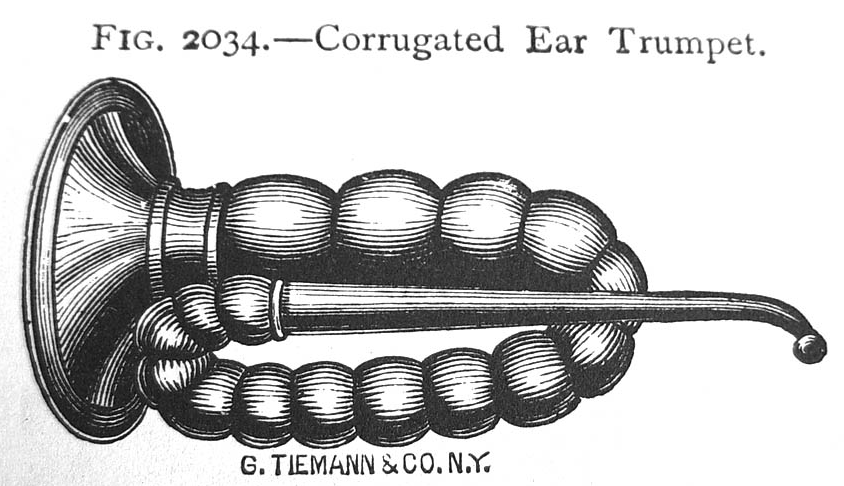 FIG. 2034.—Corrugated Ear Trumpet.
G. TIEMANN & CO. N.Y.